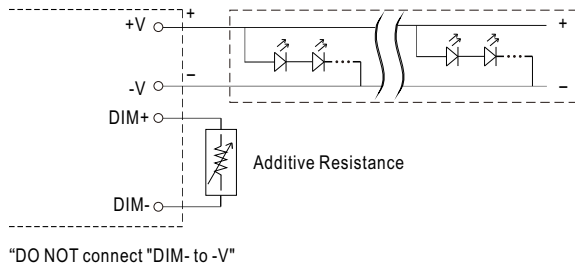 +V
+
+
-V
–
–
DIM+
Additive Resistance
DIM-
“DO NOT connect "DIM- to -V"